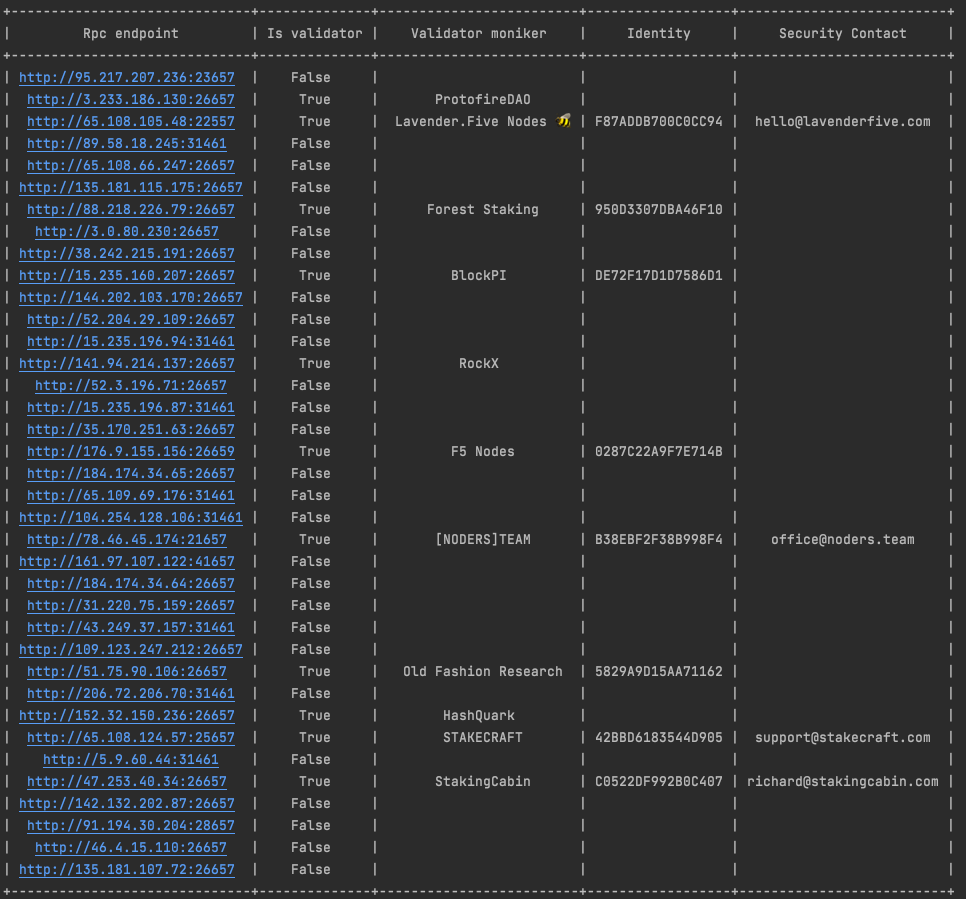 +------------------------------+--------------+-------------------------+------------------+--------------------------+
| Rpc endpoint | Is validator | Validator moniker | Identity | Security Contact |
+------------------------------+--------------+-------------------------+------------------+--------------------------+
| http://95.217.207.236:23657 | False | | | |
| http://3.233.186.130:26657 | True | ProtofireDAO | | |
| http://65.108.105.48:22557 | True | Lavender.Five Nodes 🐝 | F87ADDB700C0CC94 | hello@lavenderfive.com |
| http://89.58.18.245:31461 | False | | | |
| http://65.108.66.247:26657 | False | | | |
| http://135.181.115.175:26657 | False | | | |
| http://88.218.226.79:26657 | True | Forest Staking | 950D3307DBA46F10 | |
| http://3.0.80.230:26657 | False | | | |
| http://38.242.215.191:26657 | False | | | |
| http://15.235.160.207:26657 | True | BlockPI | DE72F17D1D7586D1 | |
| http://144.202.103.170:26657 | False | | | |
| http://52.204.29.109:26657 | False | | | |
| http://15.235.196.94:31461 | False | | | |
| http://141.94.214.137:26657 | True | RockX | | |
| http://52.3.196.71:26657 | False | | | |
| http://15.235.196.87:31461 | False | | | |
| http://35.170.251.63:26657 | False | | | |
| http://176.9.155.156:26659 | True | F5 Nodes | 0287C22A9F7E714B | |
| http://184.174.34.65:26657 | False | | | |
| http://65.109.69.176:31461 | False | | | |
| http://104.254.128.106:31461 | False | | | |
| http://78.46.45.174:21657 | True | [NODERS]TEAM | B38EBF2F38B998F4 | office@noders.team |
| http://161.97.107.122:41657 | False | | | |
| http://184.174.34.64:26657 | False | | | |
| http://31.220.75.159:26657 | False | | | |
| http://43.249.37.157:31461 | False | | | |
| http://109.123.247.212:26657 | False | | | |
| http://51.75.90.106:26657 | True | Old Fashion Research | 5829A9D15AA71162 | |
| http://206.72.206.70:31461 | False | | | |
| http://152.32.150.236:26657 | True | HashQuark | | |
| http://65.108.124.57:25657 | True | STAKECRAFT | 42BBD6183544D905 | support@stakecraft.com |
| http://5.9.60.44:31461 | False | | | |
| http://47.253.40.34:26657 | True | StakingCabin | C0522DF992B0C407 | richard@stakingcabin.com |
| http://142.132.202.87:26657 | False | | | |
| http://91.194.30.204:28657 | False | | | |
| http://46.4.15.110:26657 | False | | | |
| http://135.181.107.72:26657 | False | | | |
+------------------------------+--------------+-------------------------+------------------+--------------------------+